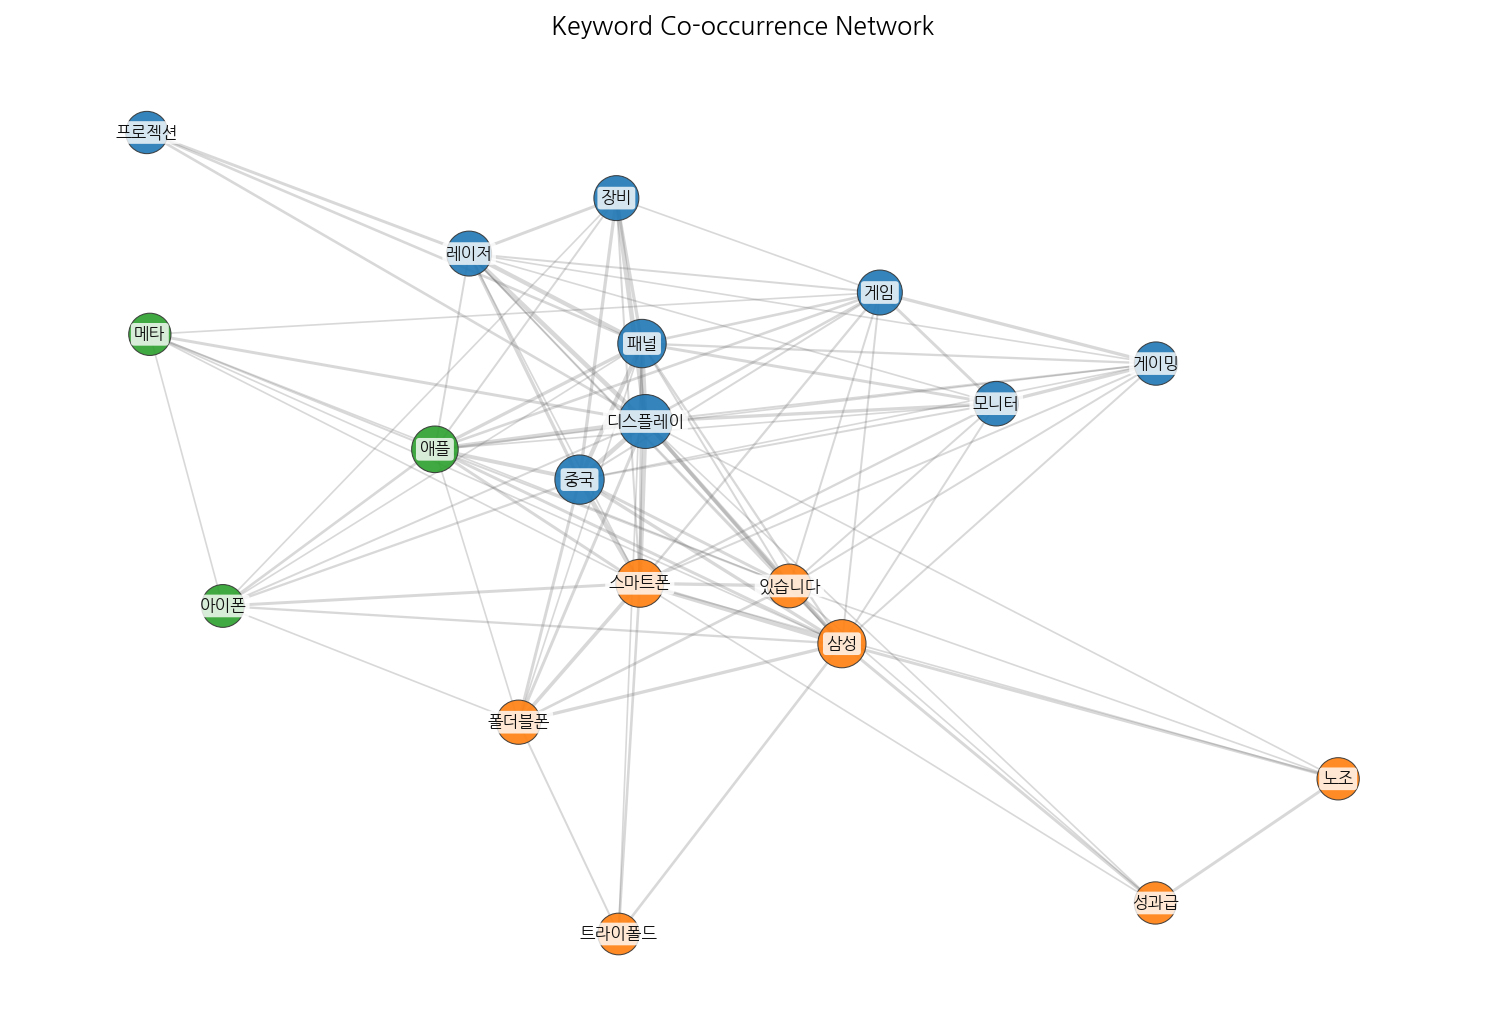 Keyword Co-occurrence Network
프로젝션
장비
레이저
게임
메타
패널
게이밍
모니터
디스플레이
애플
중국
스마트폰
있습니다
아이폰
삼성
폴더블폰
노조
성과급
트라이폴드